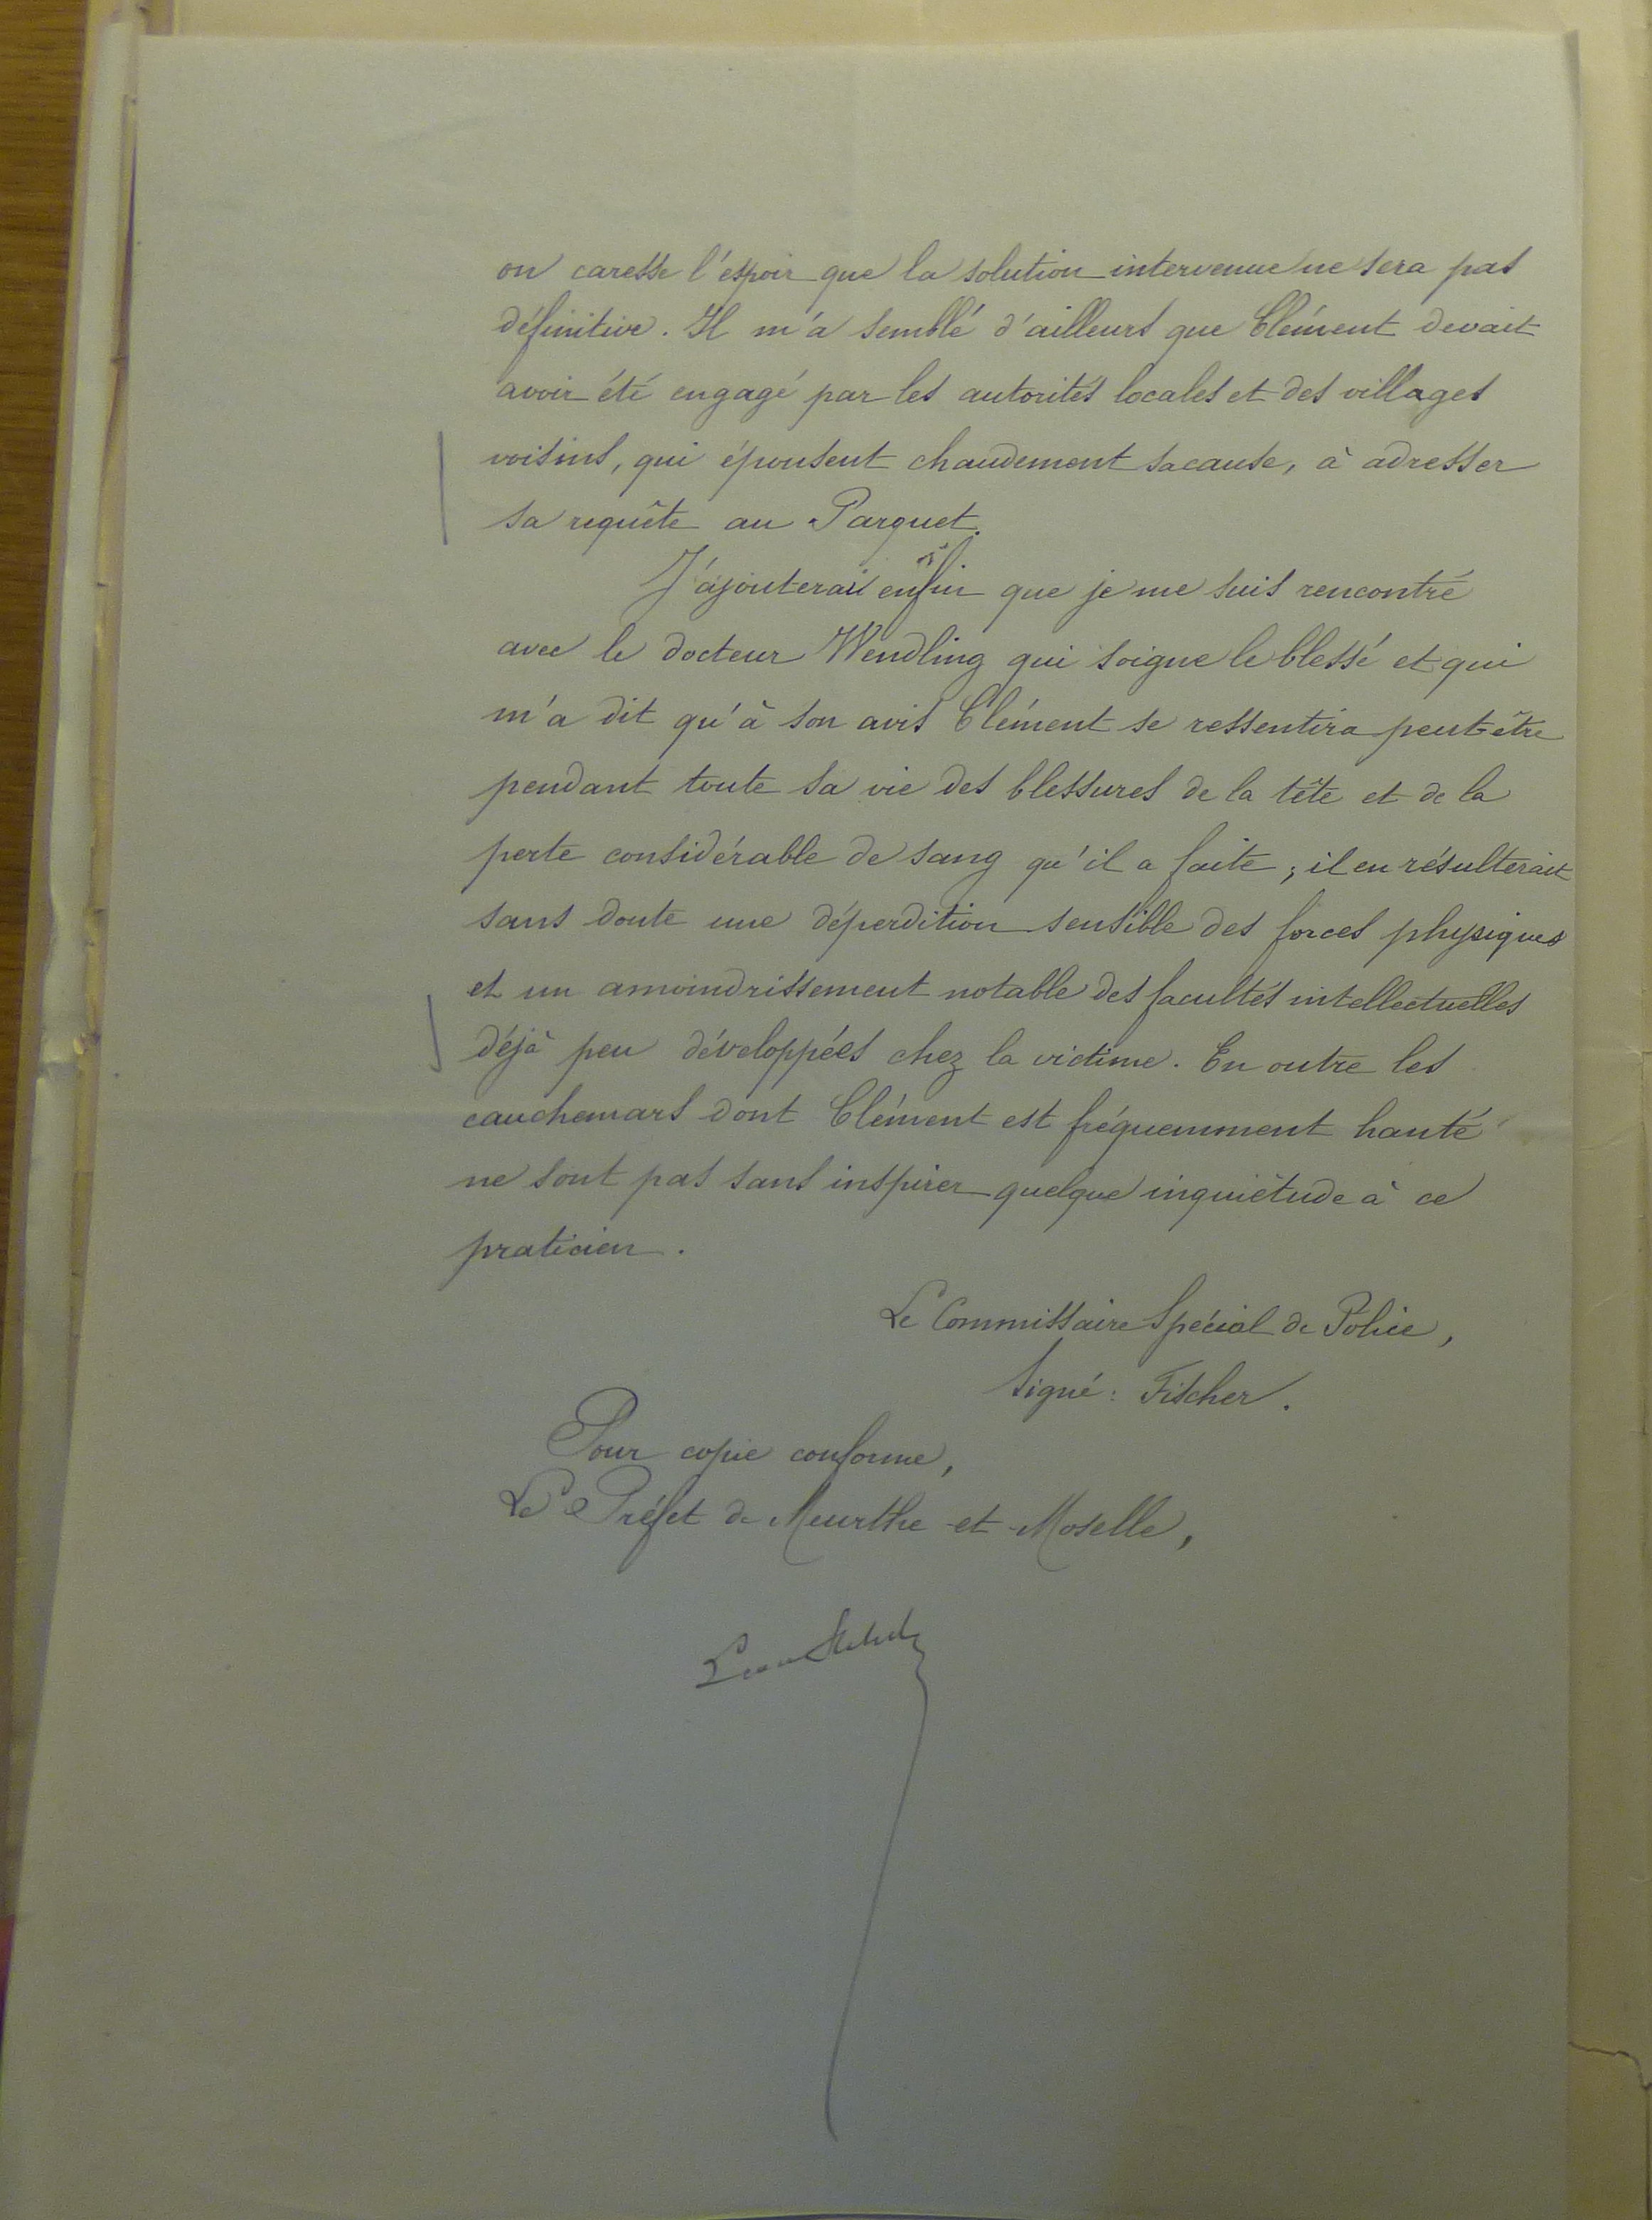 on caresse l'espoir que la solution intervenue ne sera pas
définitive. Il m'a semblé d'ailleurs que Clément devait
avoir été engagé par les autorités locales et des villages
voisins, qui épousent chaudement sa cause, à adresser
sa requête au Parquet.
J'ajouterai enfin que je me suis rencontré
avec le docteur Wendling qui soigne le blessé et qui
m'a dit qu'à son avis Clément se ressentira peut-être
pendant toute sa vie des blessures de la tête et de la
perte considérable de sang qu'il a faite ; il en résulterait
sans doute une déperdition sensible des forces physiques
et un amoindrissement notable des facultés intellectuelles
déjà peu développées chez la victime. En outre les
cauchemars dont Clément est fréquemment hanté
ne sont pas sans inspirer quelque inquiétude à ce
praticien.
Le Commissaire Spécial de Police,
Signé : Fischer.
Pour copie conforme,
Le Préfet de Meurthe et Moselle,